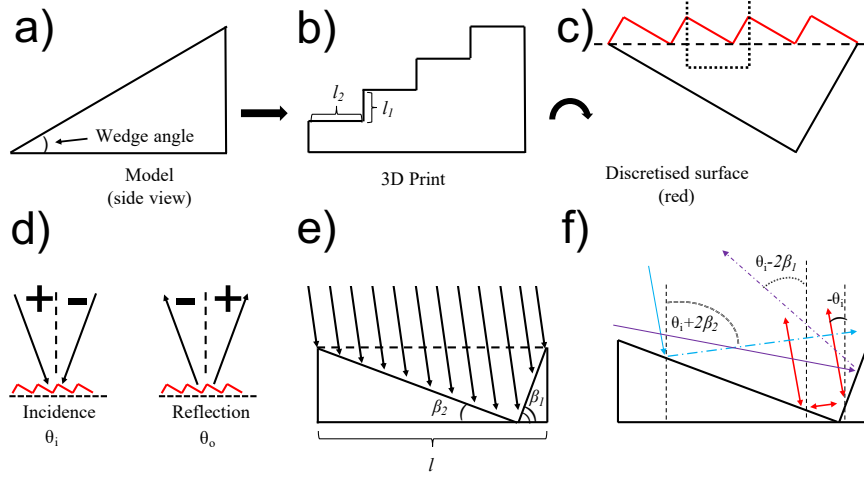 a)
b)
c)
l2
l1
Wedge angle
Model
(side view)
3D Print
Discretised surface
(red)
d)
e)
f)
+ - - +
θi-2β1
-θi
θi+2β2
β2
β1
Incidence
θi
Reflection
θo
l